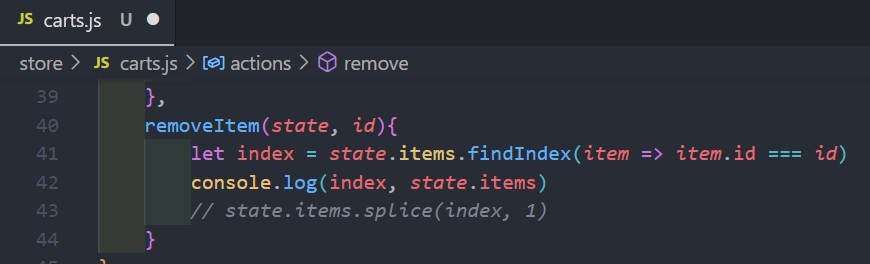 JS carts.js U
store > JS carts.js > actions > remove
39 },
40 removeItem(state, id){
41 let index = state.items.findIndex(item => item.id === id)
42 console.log(index, state.items)
43 // state.items.splice(index, 1)
44 }